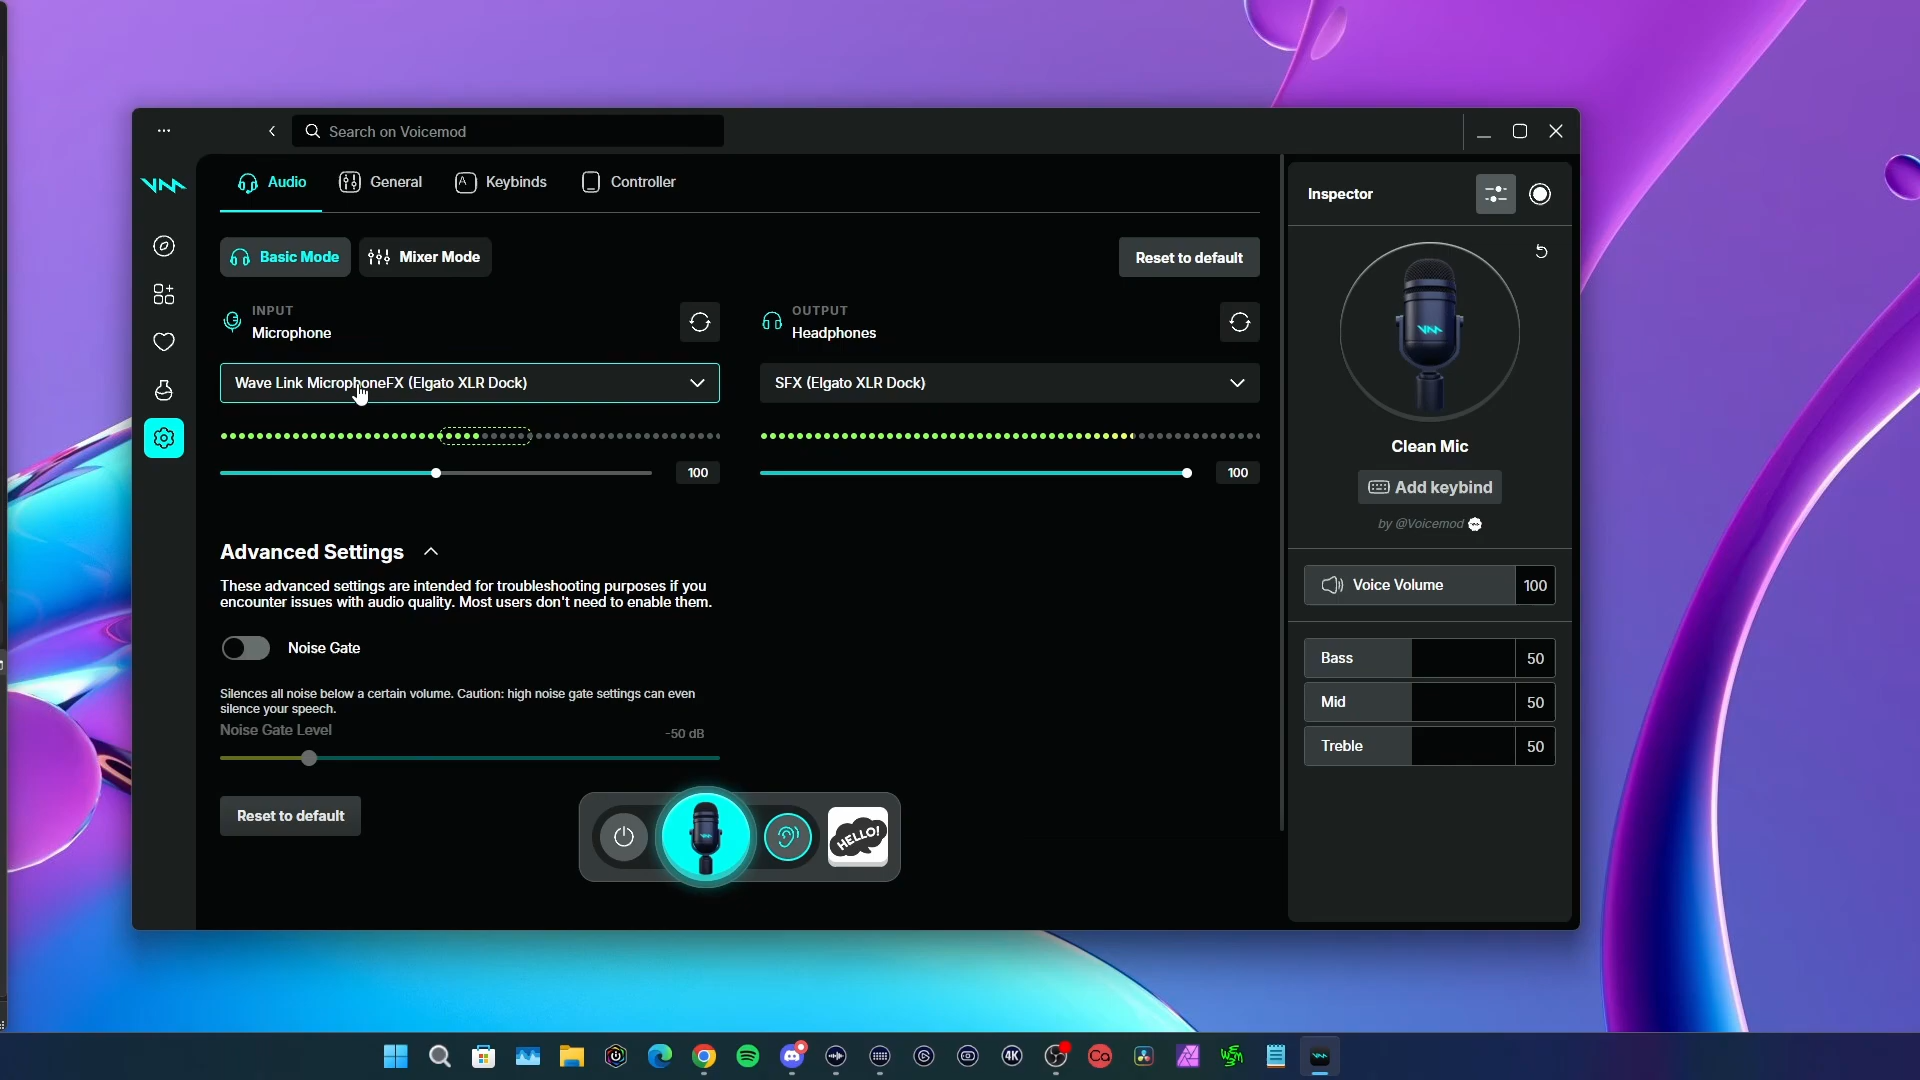 Search on Voicemod
Audio
General
Keybinds
Controller
Basic Mode
Mixer Mode
Reset to default
INPUT
Microphone
OUTPUT
Headphones
Wave Link MicrophoneFX (Elgato XLR Dock)
SFX (Elgato XLR Dock)
100
100
Advanced Settings
These advanced settings are intended for troubleshooting purposes if you
encounter issues with audio quality. Most users don't need to enable them.
Noise Gate
Silences all noise below a certain volume. Caution: high noise gate settings can even
silence your speech.
Noise Gate Level
-50 dB
Reset to default
HELLO!
Inspector
Clean Mic
Add keybind
by @Voicemod
Voice Volume
100
Bass
50
Mid
50
Treble
50
4K
Ca